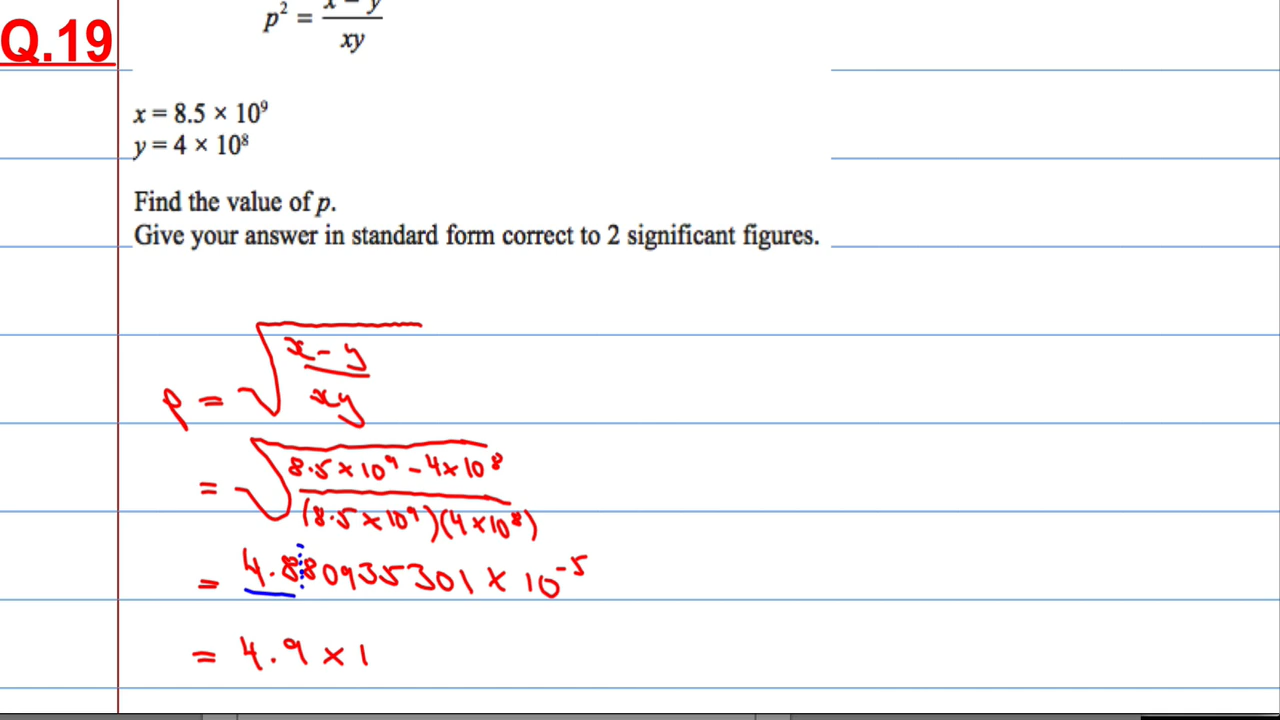 Q.19
p² = x − y / xy
x = 8.5 × 10⁹
y = 4 × 10⁸
Find the value of p.
Give your answer in standard form correct to 2 significant figures.
p = √(x − y / xy)
= √(8.5 × 10⁹ − 4 × 10⁸ / (8.5 × 10⁹)(4 × 10⁸))
= 4.880935301 × 10⁻⁵
= 4.9 × 1